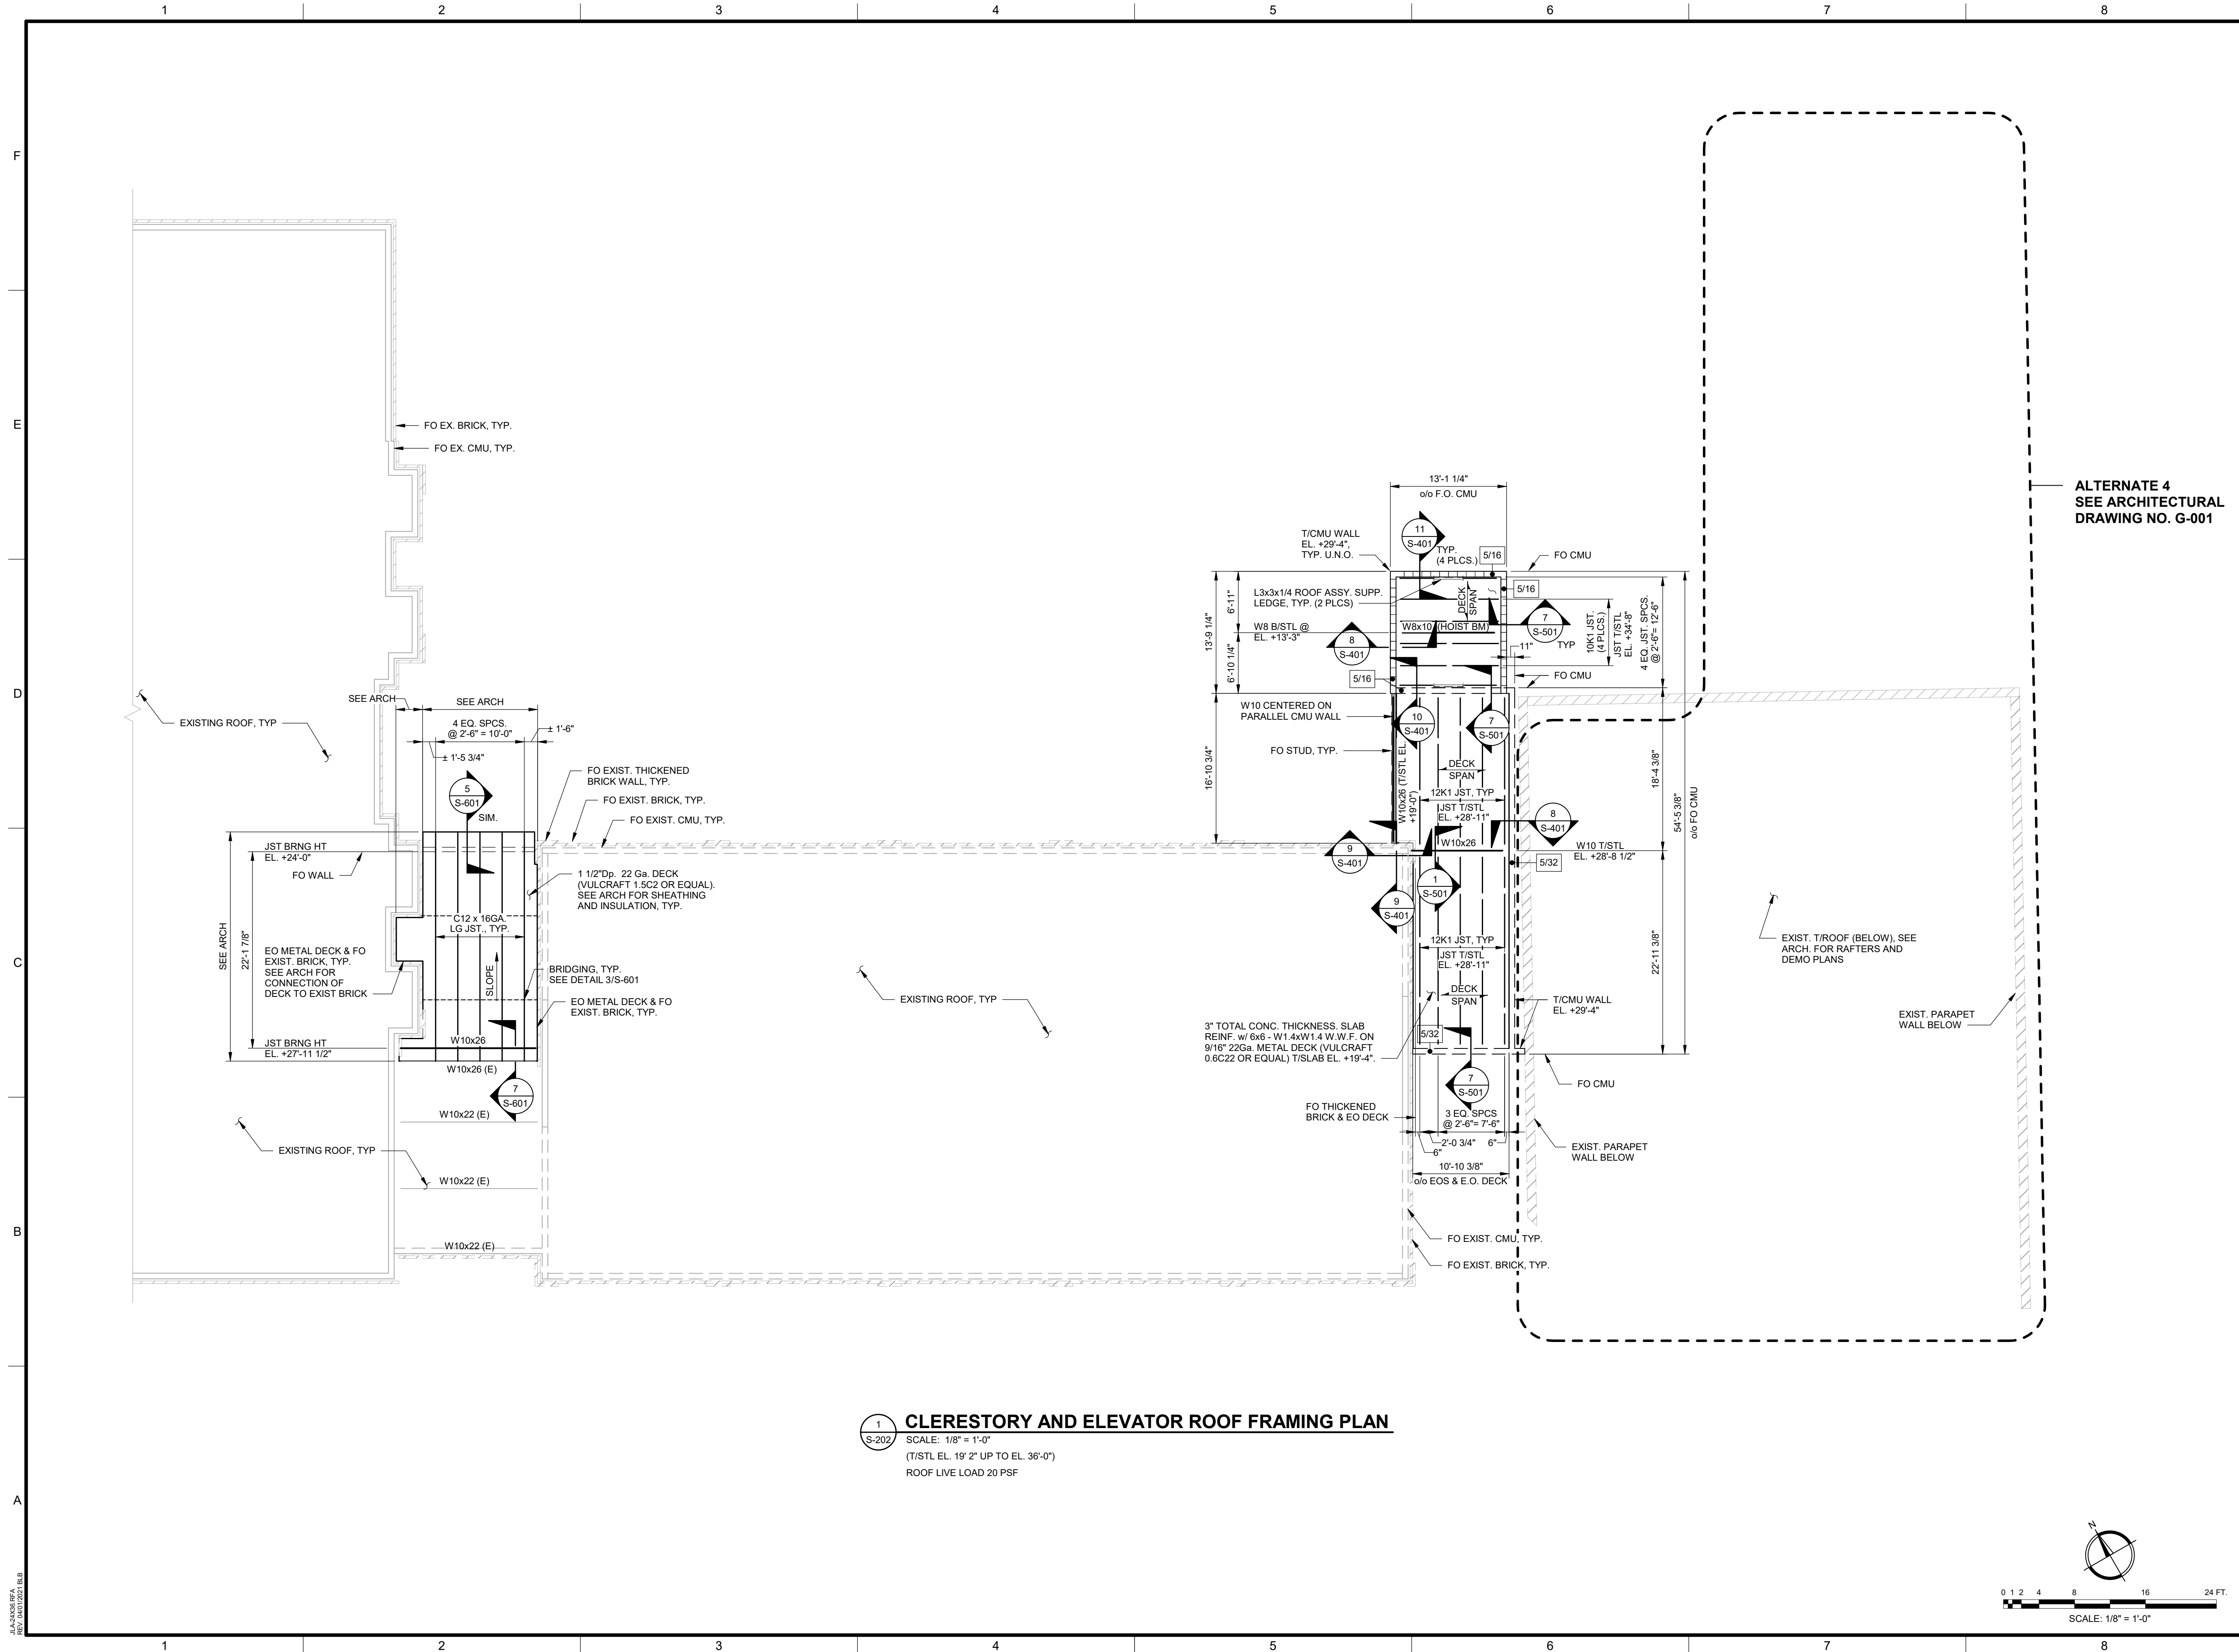 1 2 3 4 5 6 7 8
F
E
FO EX. BRICK, TYP.
FO EX. CMU, TYP.
13'-1 1/4"
o/o F.O. CMU
ALTERNATE 4
SEE ARCHITECTURAL
DRAWING NO. G-001
T/CMU WALL
EL. +29'-4",
TYP. U.N.O.
11
S-401
TYP.
(4 PLCS.)
5/16
FO CMU
5/16
L3x3x1/4 ROOF ASSY. SUPP.
LEDGE, TYP. (2 PLCS)
DECK
SPAN
W8 B/STL @
EL. +13'-3"
W8x10 (HOIST BM)
7
S-501
TYP
8
S-401
11"
13'-9 1/4"
6'-11"
6'-10 1/4"
10K1 JST.
(4 PLCS.)
JST T/STL
EL. +34'-8"
4 EQ. JST. SPCS.
@ 2'-6"= 12'-6"
5/16
FO CMU
D
SEE ARCH
SEE ARCH
EXISTING ROOF, TYP
4 EQ. SPCS.
@ 2'-6" = 10'-0"
± 1'-6"
± 1'-5 3/4"
W10 CENTERED ON
PARALLEL CMU WALL
10
S-401
7
S-501
FO STUD, TYP.
16'-10 3/4"
W10x26 (T/STL EL.
+19'-0")
DECK
SPAN
12K1 JST, TYP
JST T/STL
EL. +28'-11"
18'-4 3/8"
54'-5 3/8"
o/o FO CMU
FO EXIST. THICKENED
BRICK WALL, TYP.
FO EXIST. BRICK, TYP.
FO EXIST. CMU, TYP.
5
S-601
SIM.
8
S-401
W10x26
W10 T/STL
EL. +28'-8 1/2"
5/32
9
S-401
1
S-501
9
S-401
JST BRNG HT
EL. +24'-0"
FO WALL
1 1/2"Dp. 22 Ga. DECK
(VULCRAFT 1.5C2 OR EQUAL).
SEE ARCH FOR SHEATHING
AND INSULATION, TYP.
C12 x 16GA.
LG JST., TYP.
SEE ARCH
22'-1 7/8"
C
EO METAL DECK & FO
EXIST. BRICK, TYP.
SEE ARCH FOR
CONNECTION OF
DECK TO EXIST BRICK
SLOPE
BRIDGING, TYP.
SEE DETAIL 3/S-601
EO METAL DECK & FO
EXIST. BRICK, TYP.
EXISTING ROOF, TYP
12K1 JST, TYP
JST T/STL
EL. +28'-11"
DECK
SPAN
22'-11 3/8"
EXIST. T/ROOF (BELOW), SEE
ARCH. FOR RAFTERS AND
DEMO PLANS
T/CMU WALL
EL. +29'-4"
EXIST. PARAPET
WALL BELOW
3" TOTAL CONC. THICKNESS. SLAB
REINF. w/ 6x6 - W1.4xW1.4 W.W.F. ON
9/16" 22Ga. METAL DECK (VULCRAFT
0.6C22 OR EQUAL) T/SLAB EL. +19'-4".
5/32
JST BRNG HT
EL. +27'-11 1/2"
W10x26
W10x26 (E)
7
S-601
7
S-501
FO CMU
FO THICKENED
BRICK & EO DECK
3 EQ. SPCS
@ 2'-6"= 7'-6"
2'-0 3/4"
6"
6"
10'-10 3/8"
o/o EOS & E.O. DECK
EXIST. PARAPET
WALL BELOW
W10x22 (E)
EXISTING ROOF, TYP
W10x22 (E)
B
W10x22 (E)
FO EXIST. CMU, TYP.
FO EXIST. BRICK, TYP.
1
S-202
CLERESTORY AND ELEVATOR ROOF FRAMING PLAN
SCALE: 1/8" = 1'-0"
(T/STL EL. 19' 2" UP TO EL. 36'-0")
ROOF LIVE LOAD 20 PSF
A
N
0 1 2 4 8 16 24 FT.
SCALE: 1/8" = 1'-0"
JLA-24X36.RFA
REV. 04/01/2021 BLB
1 2 3 4 5 6 7 8